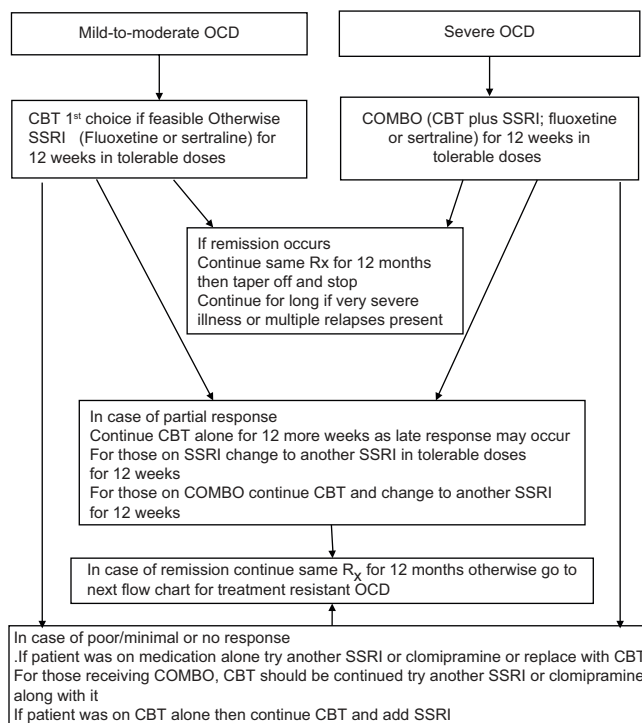 Mild-to-moderate OCD
Severe OCD
CBT 1st choice if feasible Otherwise
SSRI (Fluoxetine or sertraline) for
12 weeks in tolerable doses
COMBO (CBT plus SSRI; fluoxetine
or sertraline) for 12 weeks in
tolerable doses
If remission occurs
Continue same Rx for 12 months
then taper off and stop
Continue for long if very severe
illness or multiple relapses present
In case of partial response
Continue CBT alone for 12 more weeks as late response may occur
For those on SSRI change to another SSRI in tolerable doses
for 12 weeks
For those on COMBO continue CBT and change to another SSRI
for 12 weeks
In case of remission continue same Rx for 12 months otherwise go to
next flow chart for treatment resistant OCD
In case of poor/minimal or no response
.If patient was on medication alone try another SSRI or clomipramine or replace with CBT
For those receiving COMBO, CBT should be continued try another SSRI or clomipramine
along with it
If patient was on CBT alone then continue CBT and add SSRI